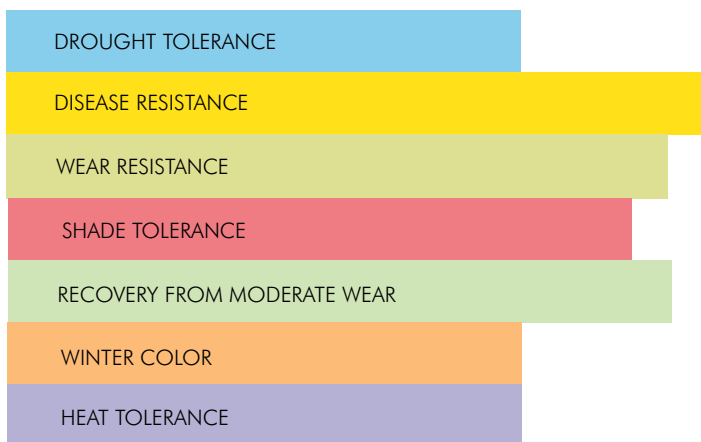 DROUGHT TOLERANCE
DISEASE RESISTANCE
WEAR RESISTANCE
SHADE TOLERANCE
RECOVERY FROM MODERATE WEAR
WINTER COLOR
HEAT TOLERANCE